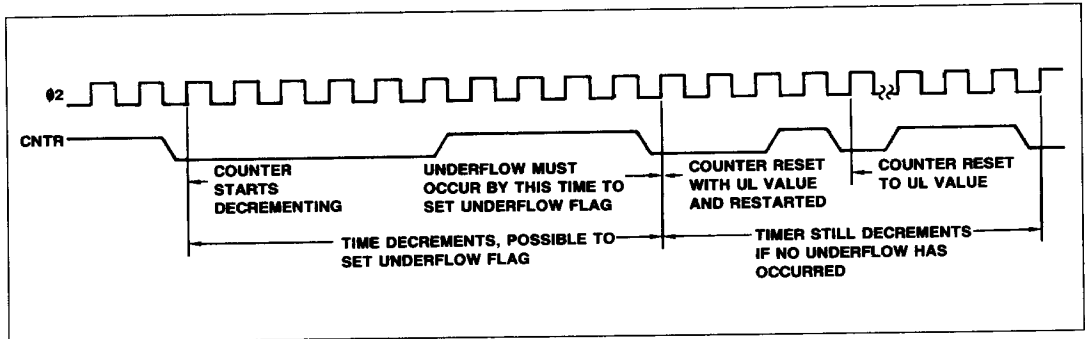 ϕ2
CNTR
COUNTER
STARTS
DECREMENTING
UNDERFLOW MUST
OCCUR BY THIS TIME TO
SET UNDERFLOW FLAG
COUNTER RESET
WITH UL VALUE
AND RESTARTED
COUNTER RESET
TO UL VALUE
TIME DECREMENTS, POSSIBLE TO
SET UNDERFLOW FLAG
TIMER STILL DECREMENTS
IF NO UNDERFLOW HAS
OCCURRED